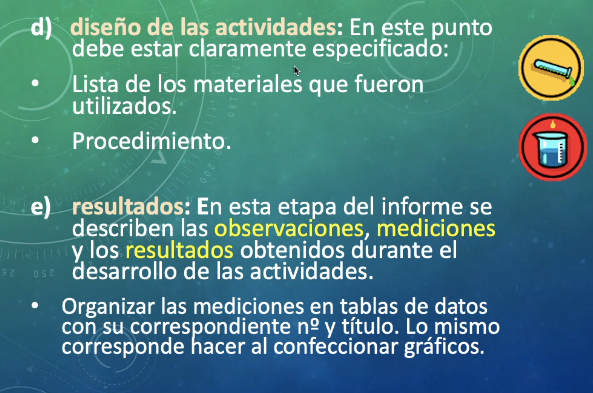 d) diseño de las actividades: En este punto
debe estar claramente especificado:
• Lista de los materiales que fueron
utilizados.
• Procedimiento.
e) resultados: En esta etapa del informe se
describen las observaciones, mediciones
y los resultados obtenidos durante el
desarrollo de las actividades.
• Organizar las mediciones en tablas de datos
con su correspondiente nº y título. Lo mismo
corresponde hacer al confeccionar gráficos.